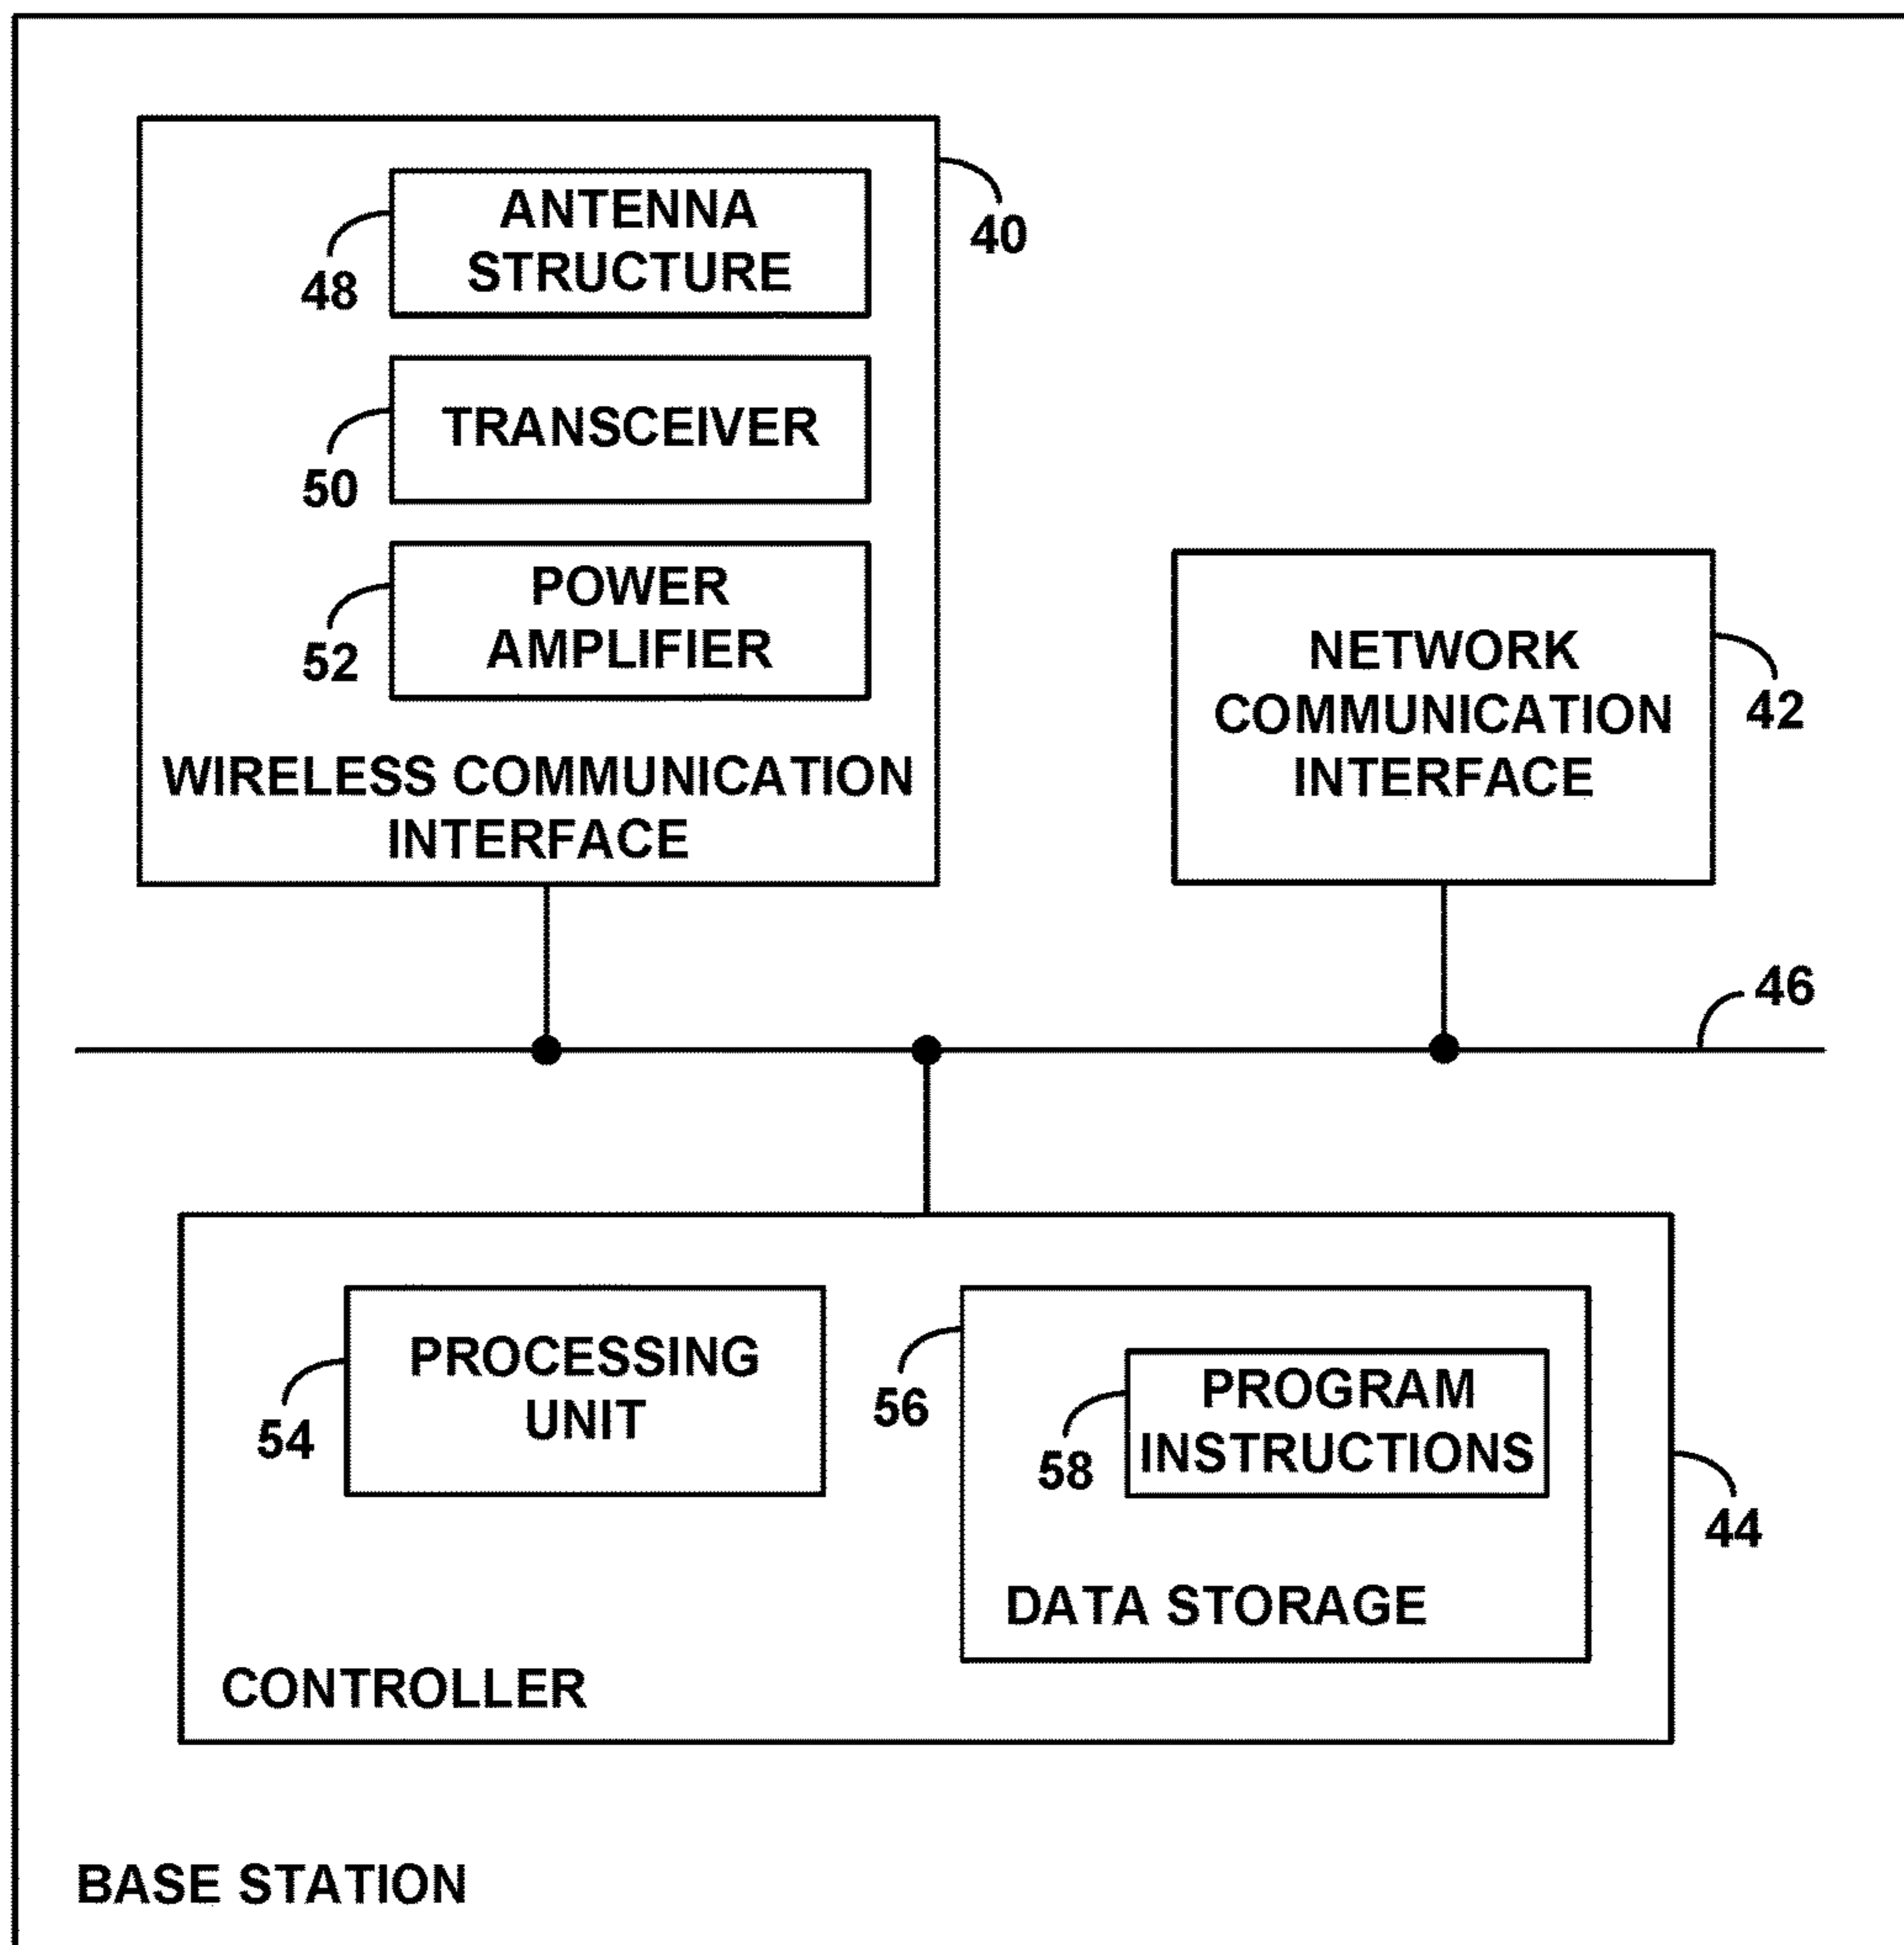 ANTENNA
STRUCTURE
48
40
TRANSCEIVER
50
POWER
AMPLIFIER
52
WIRELESS COMMUNICATION
INTERFACE
NETWORK
COMMUNICATION
INTERFACE
42
46
PROCESSING
UNIT
54
56
PROGRAM
INSTRUCTIONS
58
DATA STORAGE
44
CONTROLLER
BASE STATION